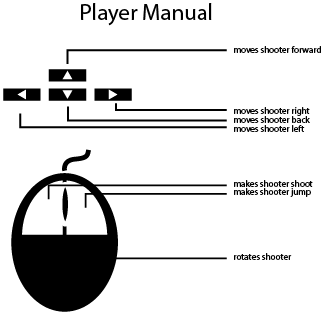 Player Manual
moves shooter forward
moves shooter right
moves shooter back
moves shooter left
makes shooter shoot
makes shooter jump
rotates shooter